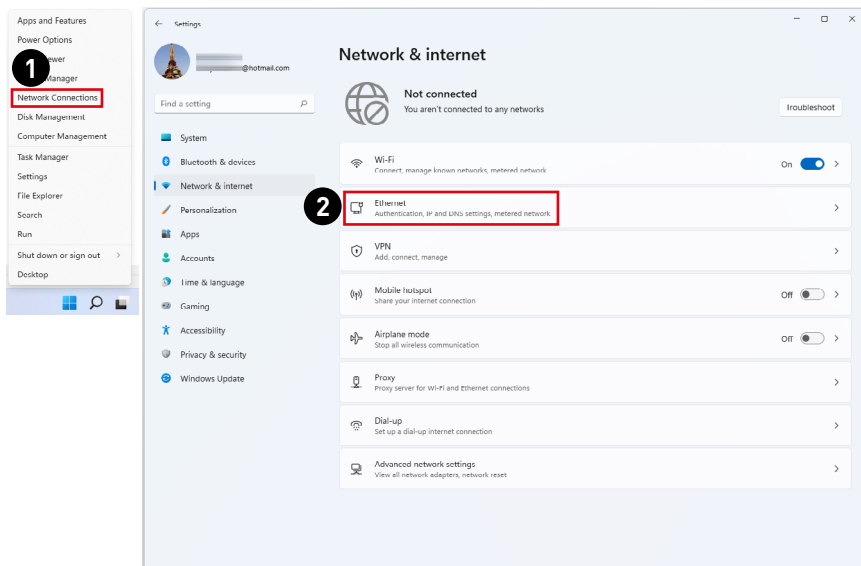 Apps and Features
Power Options
ewer
1
Manager
Network Connections
Disk Management
Computer Management
Task Manager
Settings
File Explorer
Search
Run
Shut down or sign out
Desktop
Settings
@hotmail.com
Find a setting
System
Bluetooth & devices
Network & internet
Personalization
Apps
Accounts
Time & language
Gaming
Accessibility
Privacy & security
Windows Update
Network & internet
Not connected
You aren't connected to any networks
Troubleshoot
Wi-Fi
Connect, manage known networks, metered network
On
2
Ethernet
Authentication, IP and DNS settings, metered network
VPN
Add, connect, manage
Mobile hotspot
Share your internet connection
Off
Airplane mode
Stop all wireless communication
Off
Proxy
Proxy server for Wi-Fi and Ethernet connections
Dial-up
Set up a dial-up internet connection
Advanced network settings
View all network adapters, network reset